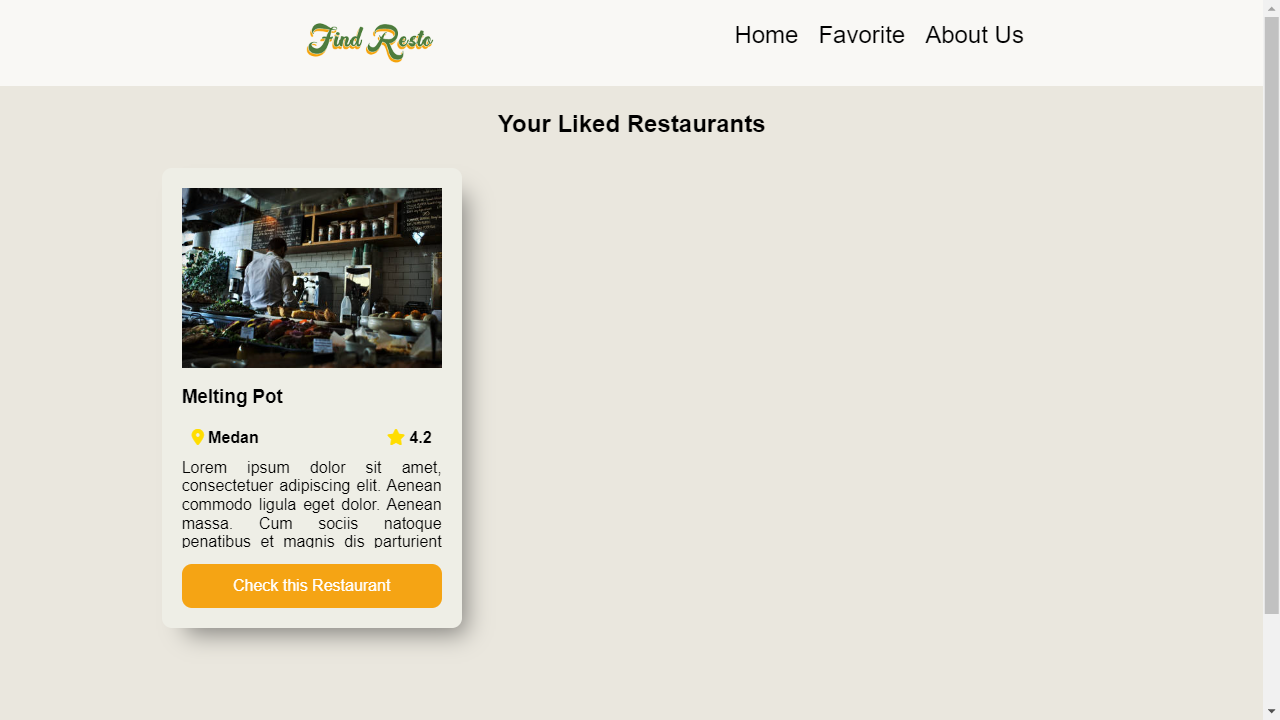 Find Resto
Home Favorite About Us
Your Liked Restaurants
Melting Pot
Medan 4.2
Lorem ipsum dolor sit amet,
consectetuer adipiscing elit. Aenean
commodo ligula eget dolor. Aenean
massa. Cum sociis natoque
penatibus et magnis dis parturient
Check this Restaurant